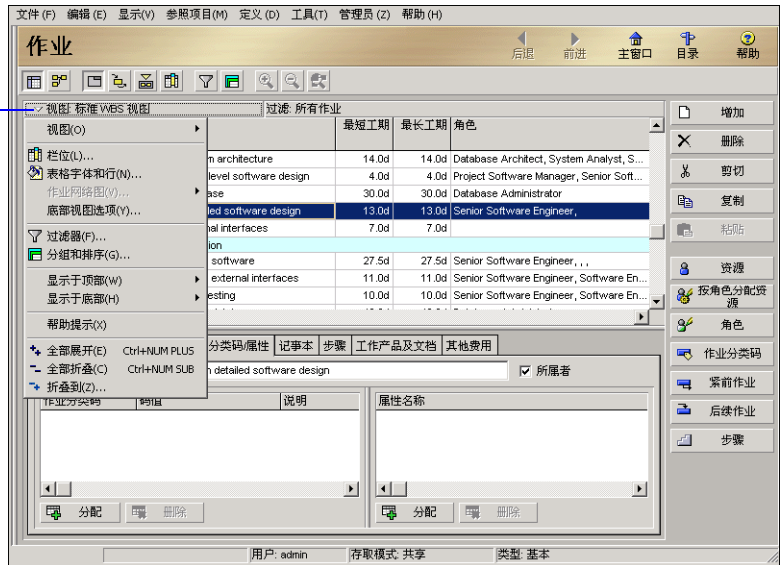 文件(F) 编辑(E) 显示(V) 参照项目(M) 定义(D) 工具(T) 管理员(Z) 帮助(H)
作业
后退 前进 主窗口 目录 帮助
视图: 标准 WBS 视图 过滤: 所有作业
视图(O)
栏位(L)...
表格字体和行(N)...
作业网络图(V)...
底部视图选项(Y)...
过滤器(F)...
分组和排序(G)...
显示于顶部(W)
显示于底部(H)
帮助提示(X)
全部展开(E) Ctrl+NUM PLUS
全部折叠(C) Ctrl+NUM SUB
折叠到(Z)...
最短工期 最长工期 角色
architecture 14.0d 14.0d Database Architect, System Analyst, S...
level software design 4.0d 4.0d Project Software Manager, Senior Soft...
30.0d 30.0d Database Administrator
software design 13.0d 13.0d Senior Software Engineer,
interfaces 7.0d 7.0d
software 27.5d 27.5d Senior Software Engineer, , ,
external interfaces 11.0d 11.0d Senior Software Engineer, Software En...
10.0d 10.0d Senior Software Engineer, Software En...
分类码/属性 记事本 步骤 工作产品及文档 其他费用
detailed software design 所属者
作业分类码 码值 说明 属性名称
分配 删除 分配 删除
增加
删除
剪切
复制
粘贴
资源
按角色分配资源
角色
作业分类码
紧前作业
后续作业
步骤
用户: admin 存取模式: 共享 类型: 基本